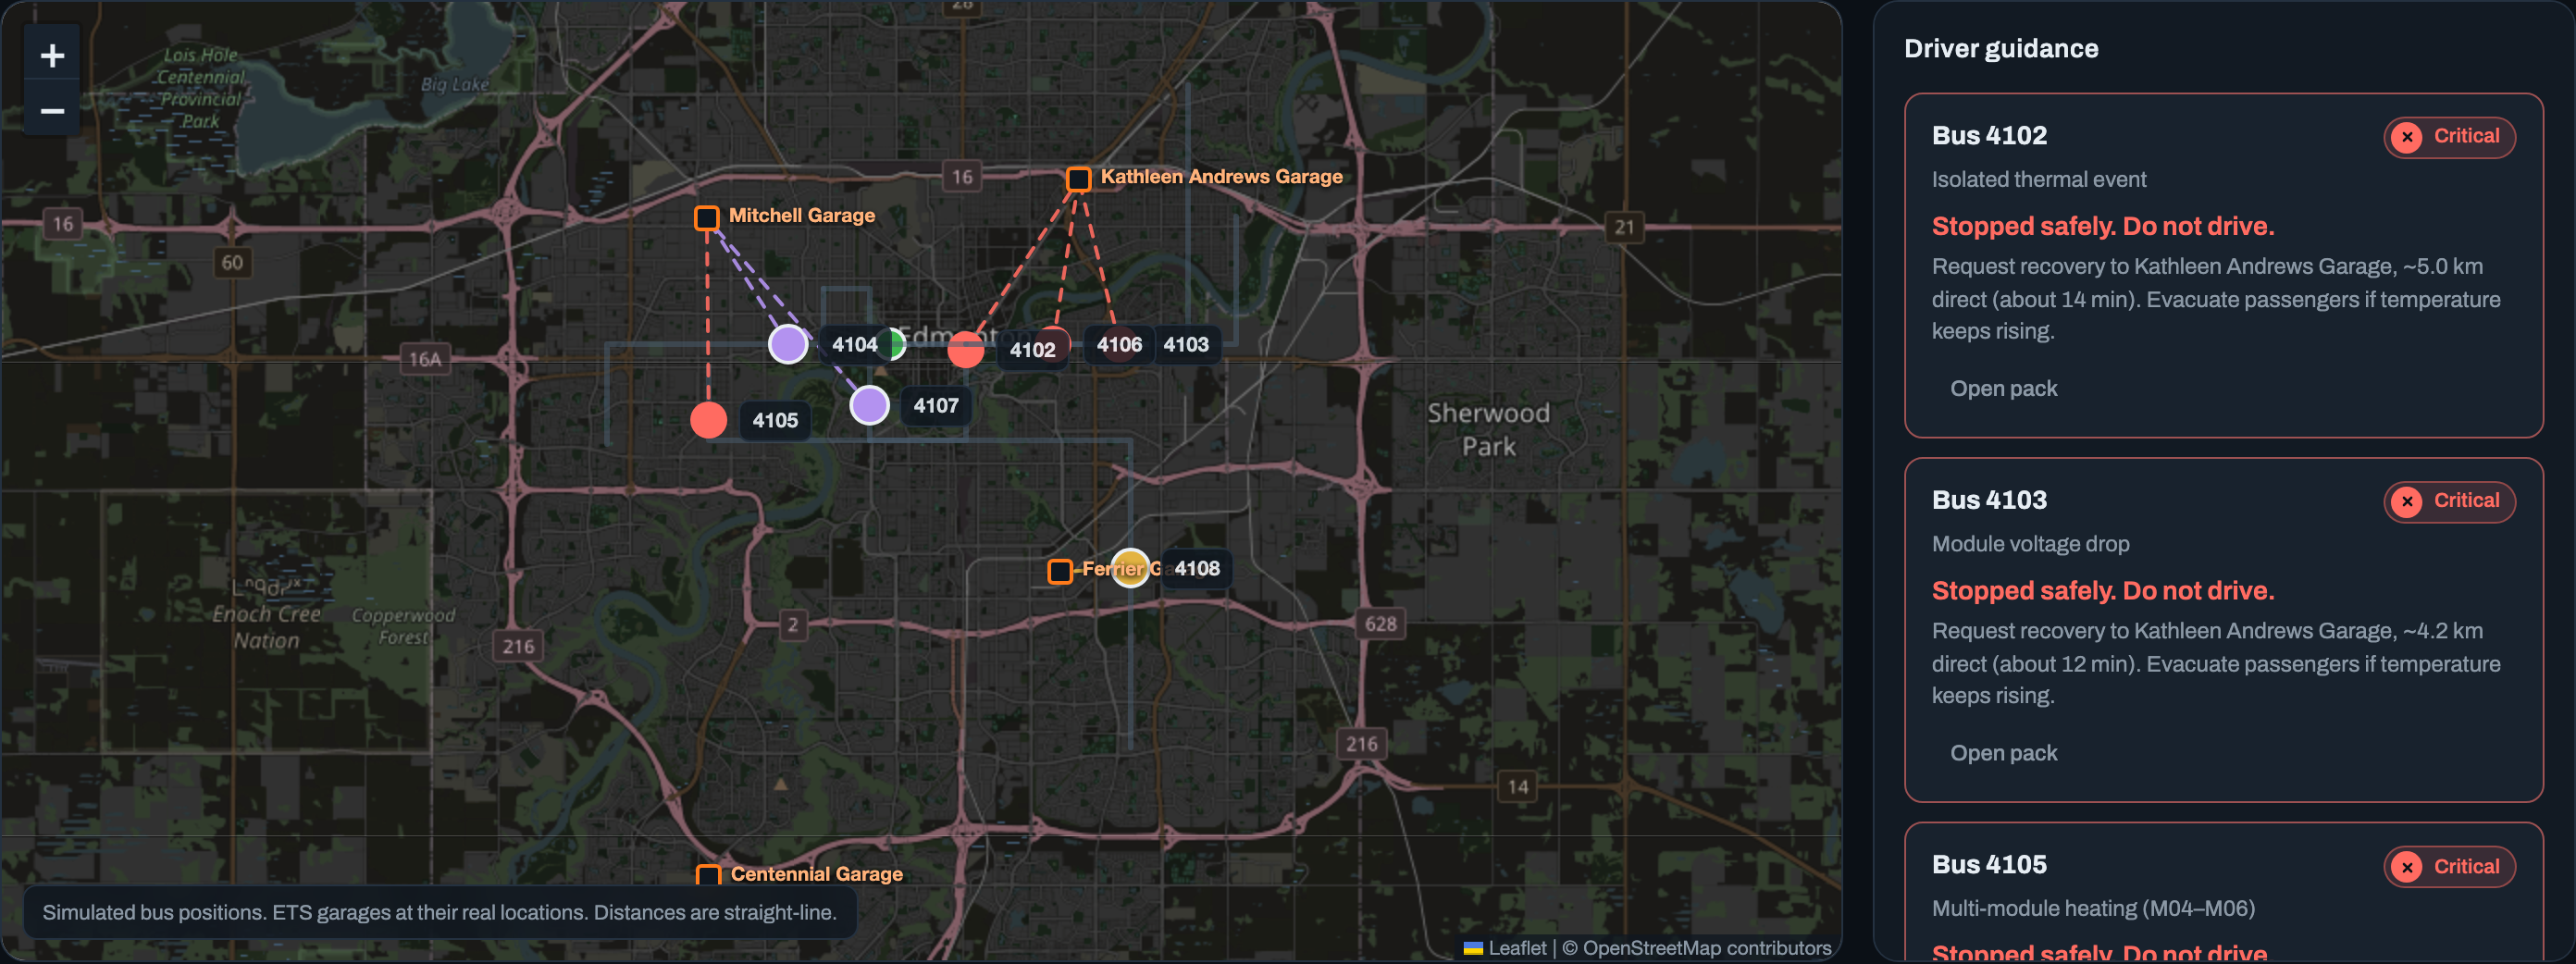 +
−
Lois Hole
Centennial
Provincial
Park
Big Lake
28
16
Kathleen Andrews Garage
Mitchell Garage
16
60
21
16A
4104
4102
4106
4103
4105
4107
Sherwood
Park
Ferrier
4108
Enoch Cree
Nation
Copperwood
Forest
216
2
628
216
14
Centennial Garage
Simulated bus positions. ETS garages at their real locations. Distances are straight-line.
Leaflet | © OpenStreetMap contributors
Driver guidance
Bus 4102
Critical
Isolated thermal event
Stopped safely. Do not drive.
Request recovery to Kathleen Andrews Garage, ~5.0 km
direct (about 14 min). Evacuate passengers if temperature
keeps rising.
Open pack
Bus 4103
Critical
Module voltage drop
Stopped safely. Do not drive.
Request recovery to Kathleen Andrews Garage, ~4.2 km
direct (about 12 min). Evacuate passengers if temperature
keeps rising.
Open pack
Bus 4105
Critical
Multi-module heating (M04–M06)
Stopped safely. Do not drive.